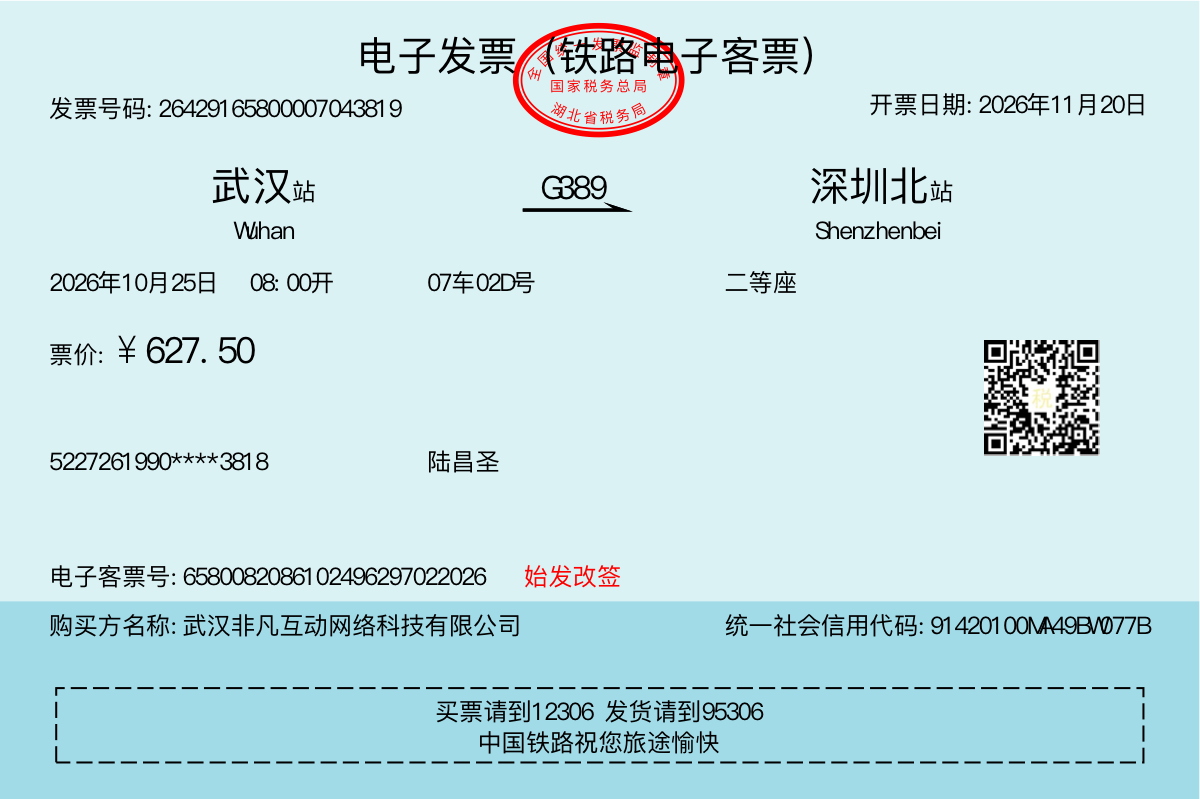 电子发票（铁路电子客票）
全国统一发票监制章
国家税务总局
湖北省税务局
发票号码: 26429165800007043819
开票日期: 2026年11月20日
武汉站
G389
深圳北站
Wuhan
Shenzhenbei
2026年10月25日 08:00开 07车02D号 二等座
票价: ￥627.50
税
5227261990****3818 陆昌圣
电子客票号: 6580082086102496297022026 始发改签
购买方名称: 武汉非凡互动网络科技有限公司 统一社会信用代码: 91420100MA49BW077B
买票请到12306 发货请到95306
中国铁路祝您旅途愉快